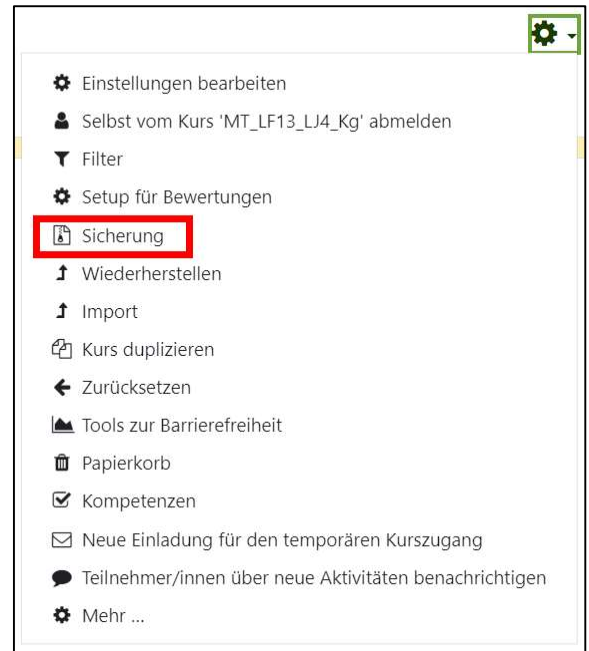 Einstellungen bearbeiten
Selbst vom Kurs 'MT_LF13_LJ4_Kg' abmelden
Filter
Setup für Bewertungen
Sicherung
Wiederherstellen
Import
Kurs duplizieren
Zurücksetzen
Tools zur Barrierefreiheit
Papierkorb
Kompetenzen
Neue Einladung für den temporären Kurszugang
Teilnehmer/innen über neue Aktivitäten benachrichtigen
Mehr ...